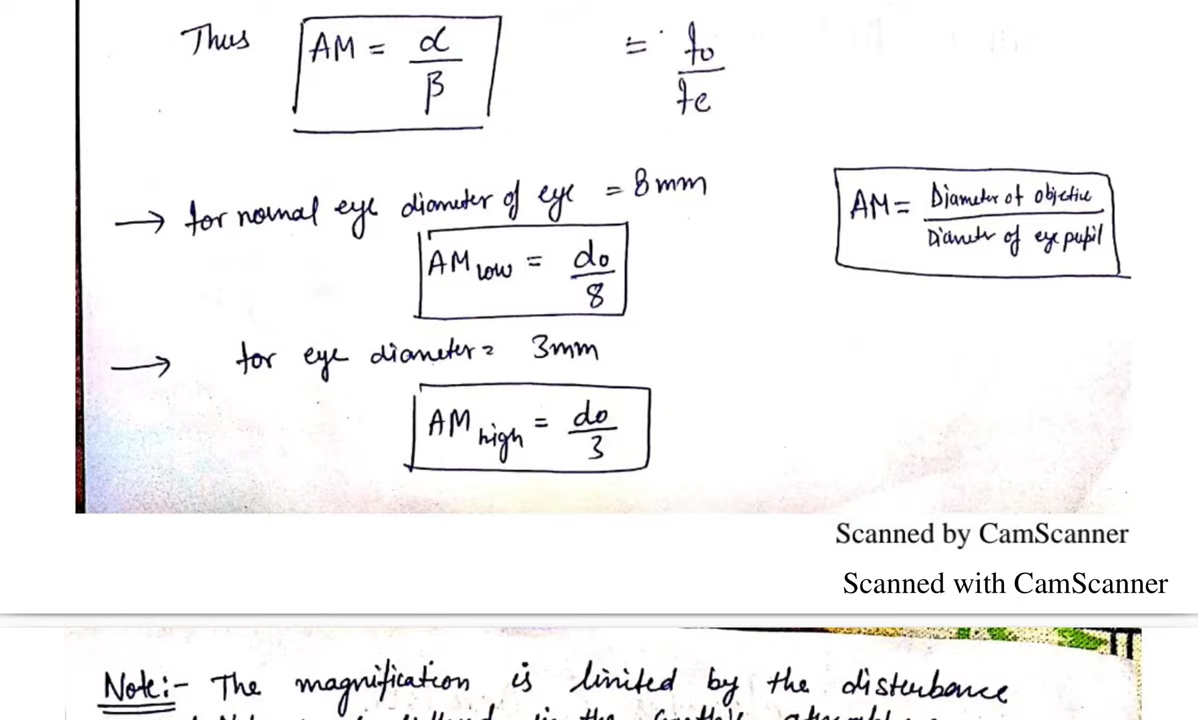 Thus AM = α / β = fo / fe
→ for normal eye diameter of eye = 8mm
AM = Diameter of objective / Diameter of eye pupil
AM low = do / 8
→ for eye diameter = 3mm
AM high = do / 3
Scanned by CamScanner
Scanned with CamScanner
Note:- The magnification is limited by the disturbance